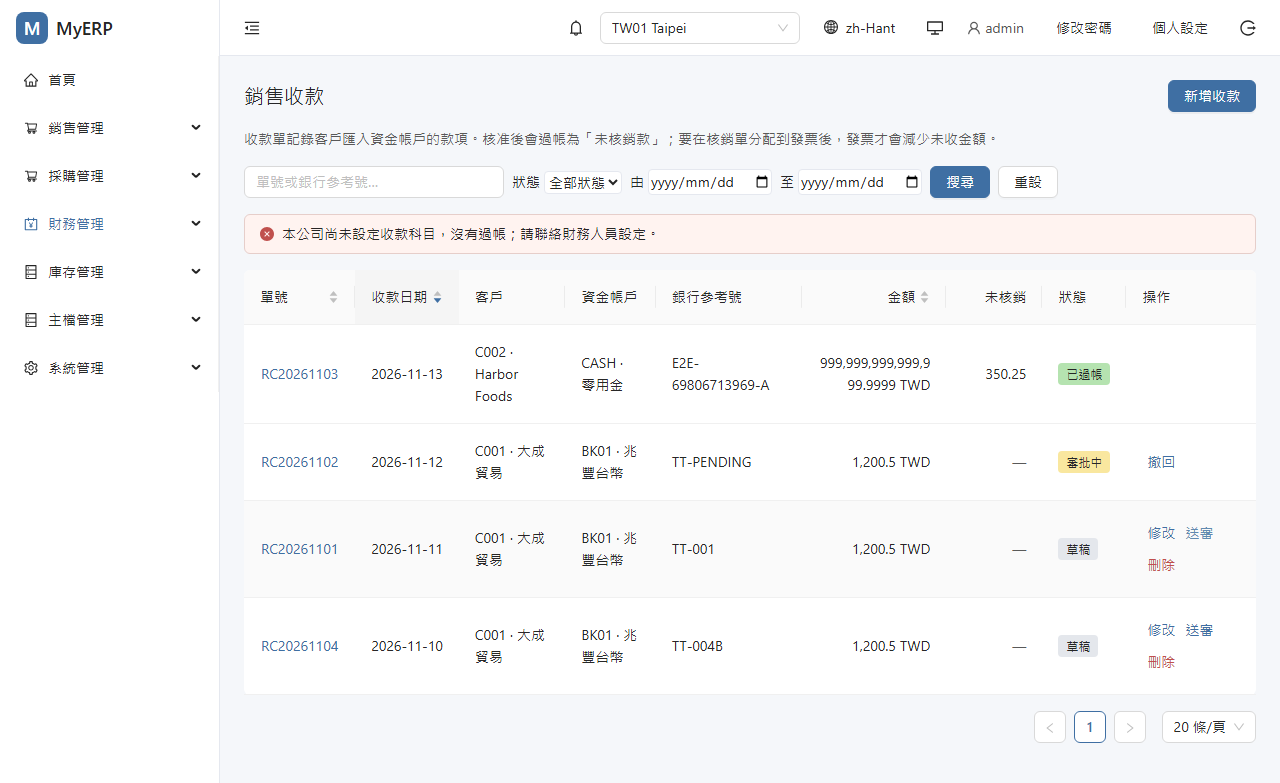 M MyERP
TW01 Taipei
zh-Hant
admin
修改密碼
個人設定
首頁
銷售管理
採購管理
財務管理
庫存管理
主檔管理
系統管理
銷售收款
新增收款
收款單記錄客戶匯入資金帳戶的款項。核准後會過帳為「未核銷款」；要在核銷單分配到發票後，發票才會減少未收金額。
單號或銀行參考號... 狀態 全部狀態 由 yyyy/mm/dd 至 yyyy/mm/dd 搜尋 重設
本公司尚未設定收款科目，沒有過帳；請聯絡財務人員設定。
單號 收款日期 客戶 資金帳戶 銀行參考號 金額 未核銷 狀態 操作
RC20261103 2026-11-13
C002 ·
Harbor
Foods
CASH ·
零用金
E2E-
69806713969-A
999,999,999,999,9
99.9999 TWD
350.25 已過帳
RC20261102 2026-11-12
C001 · 大成
貿易
BK01 · 兆
豐台幣
TT-PENDING 1,200.5 TWD — 審批中 撤回
RC20261101 2026-11-11
C001 · 大成
貿易
BK01 · 兆
豐台幣
TT-001 1,200.5 TWD — 草稿
修改 送審
刪除
RC20261104 2026-11-10
C001 · 大成
貿易
BK01 · 兆
豐台幣
TT-004B 1,200.5 TWD — 草稿
修改 送審
刪除
< 1 > 20 條/頁